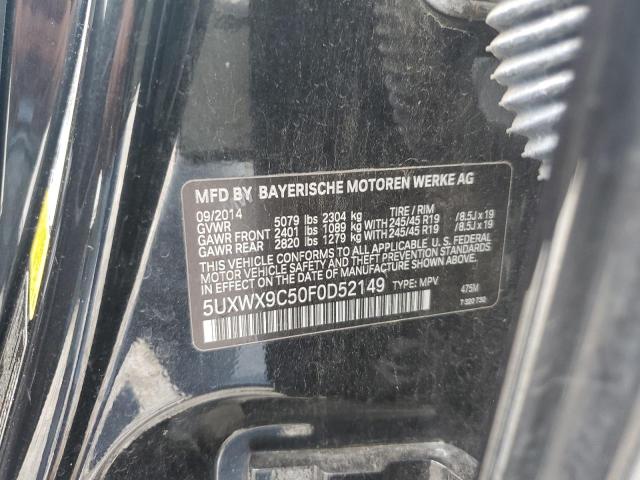 MFD BY BAYERISCHE MOTOREN WERKE AG
09/2014 TIRE / RIM
GVWR 5079 lbs 2304 kg
GAWR FRONT 2401 lbs 1089 kg WITH 245/45 R19 /8.5J x 19
GAWR REAR 2820 lbs 1279 kg WITH 245/45 R19 /8.5J x 19
THIS VEHICLE CONFORMS TO ALL APPLICABLE U.S. FEDERAL
MOTOR VEHICLE SAFETY STANDARDS
IN EFFECT ON THE DATE OF MANUFACTURE SHOWN ABOVE.
5UXWX9C50F0D52149 TYPE: MPV 475M
7 320 730